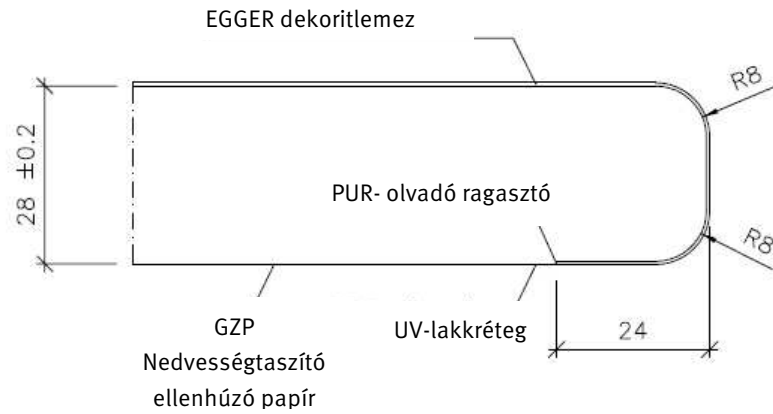 EGGER dekoritlemez
R8
28 ±0.2
PUR- olvadó ragasztó
R8
GZP
Nedvességtaszító
ellenhúzó papír
UV-lakkréteg
24